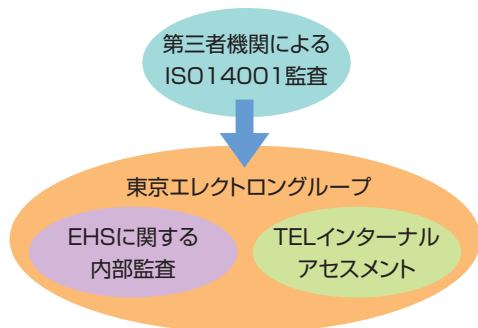 第三者機関による
ISO14001監査
東京エレクトロングループ
EHSに関する
内部監査
TELインターナル
アセスメント